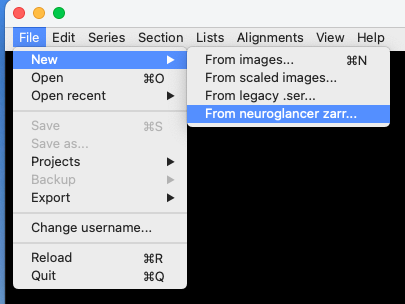 File Edit Series Section Lists Alignments View Help
New
Open ⌘O
Open recent
Save ⌘S
Save as...
Projects
Backup
Export
Change username...
Reload ⌘R
Quit ⌘Q
From images... ⌘N
From scaled images...
From legacy .ser...
From neuroglancer zarr...